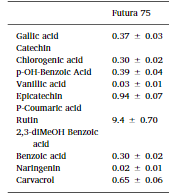 Futura 75
Gallic acid 0.37 ± 0.03
Catechin
Chlorogenic acid 0.30 ± 0.02
p-OH-Benzoic Acid 0.39 ± 0.04
Vanillic acid 0.03 ± 0.01
Epicatechin 0.94 ± 0.07
P-Coumaric acid
Rutin 9.4 ± 0.70
2,3-diMeOH Benzoic
acid
Benzoic acid 0.30 ± 0.02
Naringenin 0.02 ± 0.01
Carvacrol 0.65 ± 0.06